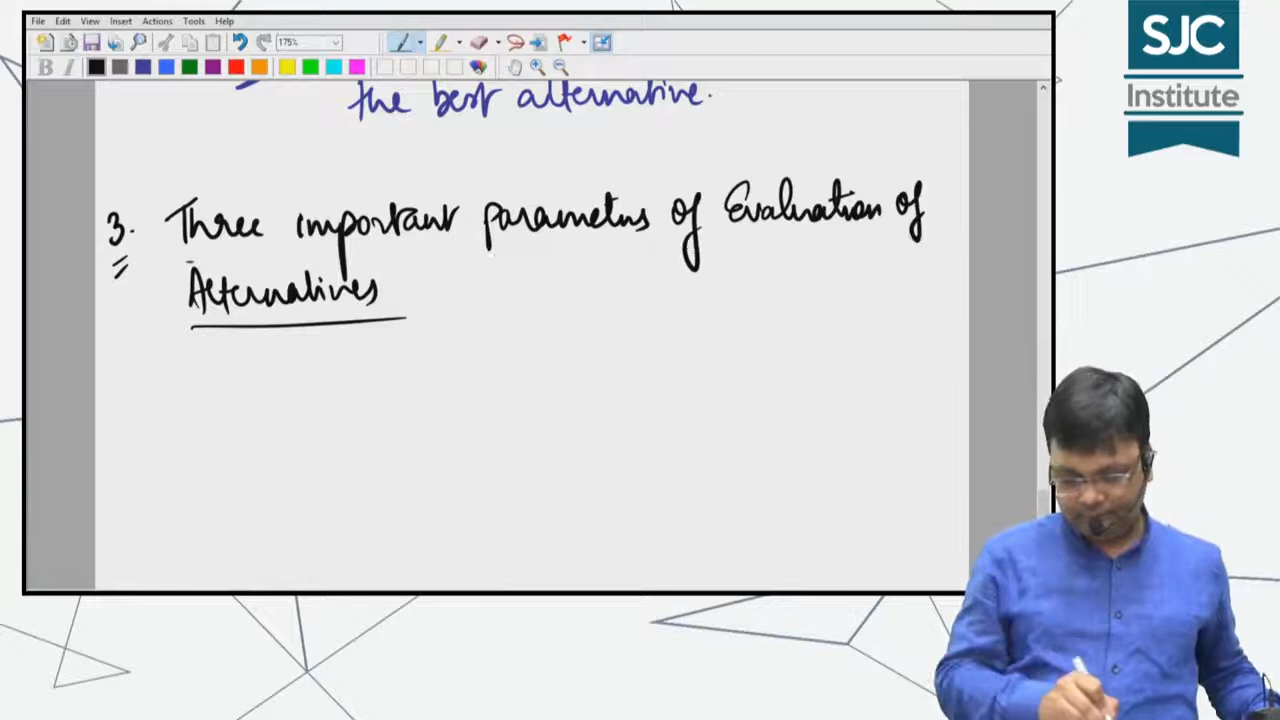 File Edit View Insert Actions Tools Help
175%
B I
the best alternative.
3. Three important parameters of Evaluation of
Alternatives
SJC
Institute